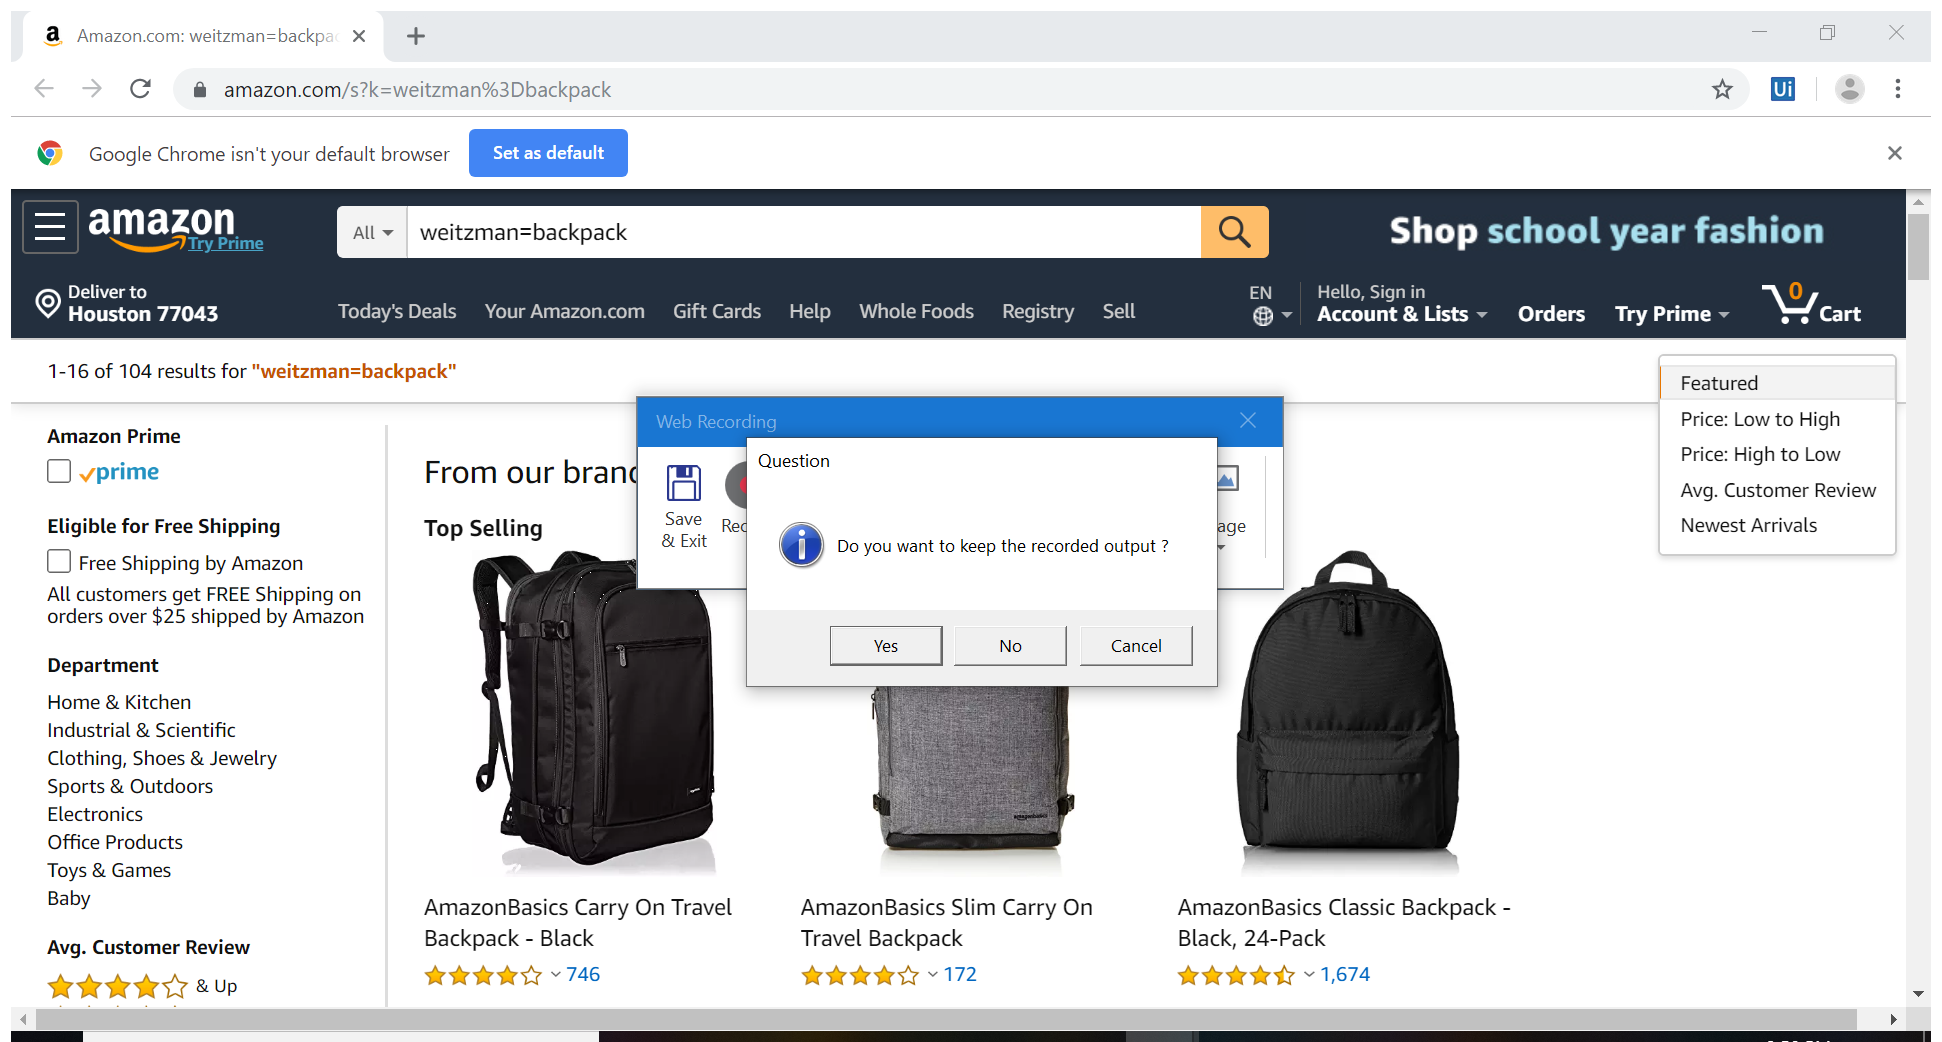 Amazon.com: weitzman=backpa
amazon.com/s?k=weitzman%3Dbackpack
Ui
Google Chrome isn't your default browser
Set as default
amazon
Try Prime
All
weitzman=backpack
Shop school year fashion
Deliver to
Houston 77043
Today's Deals
Your Amazon.com
Gift Cards
Help
Whole Foods
Registry
Sell
EN
Hello, Sign in
Account & Lists
Orders
Try Prime
0
Cart
1-16 of 104 results for "weitzman=backpack"
Featured
Price: Low to High
Price: High to Low
Avg. Customer Review
Newest Arrivals
Amazon Prime
prime
Eligible for Free Shipping
Free Shipping by Amazon
All customers get FREE Shipping on
orders over $25 shipped by Amazon
Department
Home & Kitchen
Industrial & Scientific
Clothing, Shoes & Jewelry
Sports & Outdoors
Electronics
Office Products
Toys & Games
Baby
Avg. Customer Review
& Up
From our bran
Top Selling
Web Recording
Save
& Exit
Rec
age
Question
Do you want to keep the recorded output ?
Yes
No
Cancel
amazonbasics
AmazonBasics Carry On Travel
Backpack - Black
746
AmazonBasics Slim Carry On
Travel Backpack
172
AmazonBasics Classic Backpack -
Black, 24-Pack
1,674